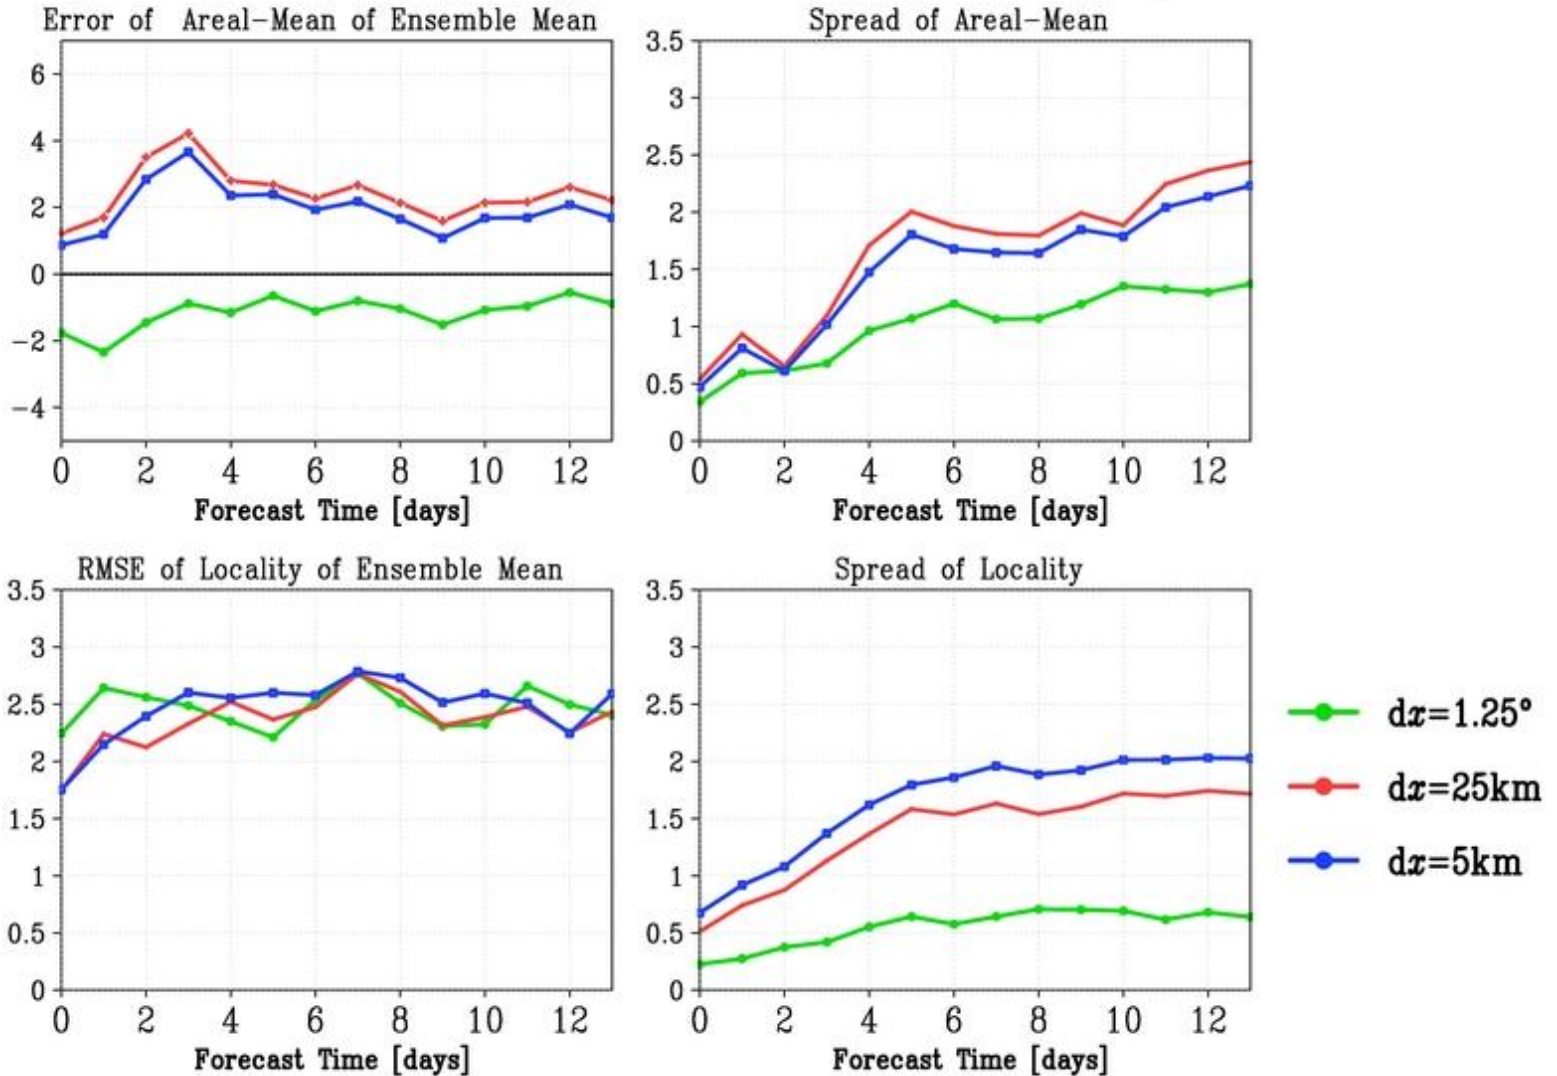 Error of Areal-Mean of Ensemble Mean
6
4
2
0
-2
-4
0 2 4 6 8 10 12
Forecast Time [days]
Spread of Areal-Mean
3.5
3
2.5
2
1.5
1
0.5
0
0 2 4 6 8 10 12
Forecast Time [days]
RMSE of Locality of Ensemble Mean
3.5
3
2.5
2
1.5
1
0.5
0
0 2 4 6 8 10 12
Forecast Time [days]
Spread of Locality
3.5
3
2.5
2
1.5
1
0.5
0
0 2 4 6 8 10 12
Forecast Time [days]
dx=1.25°
dx=25km
dx=5km